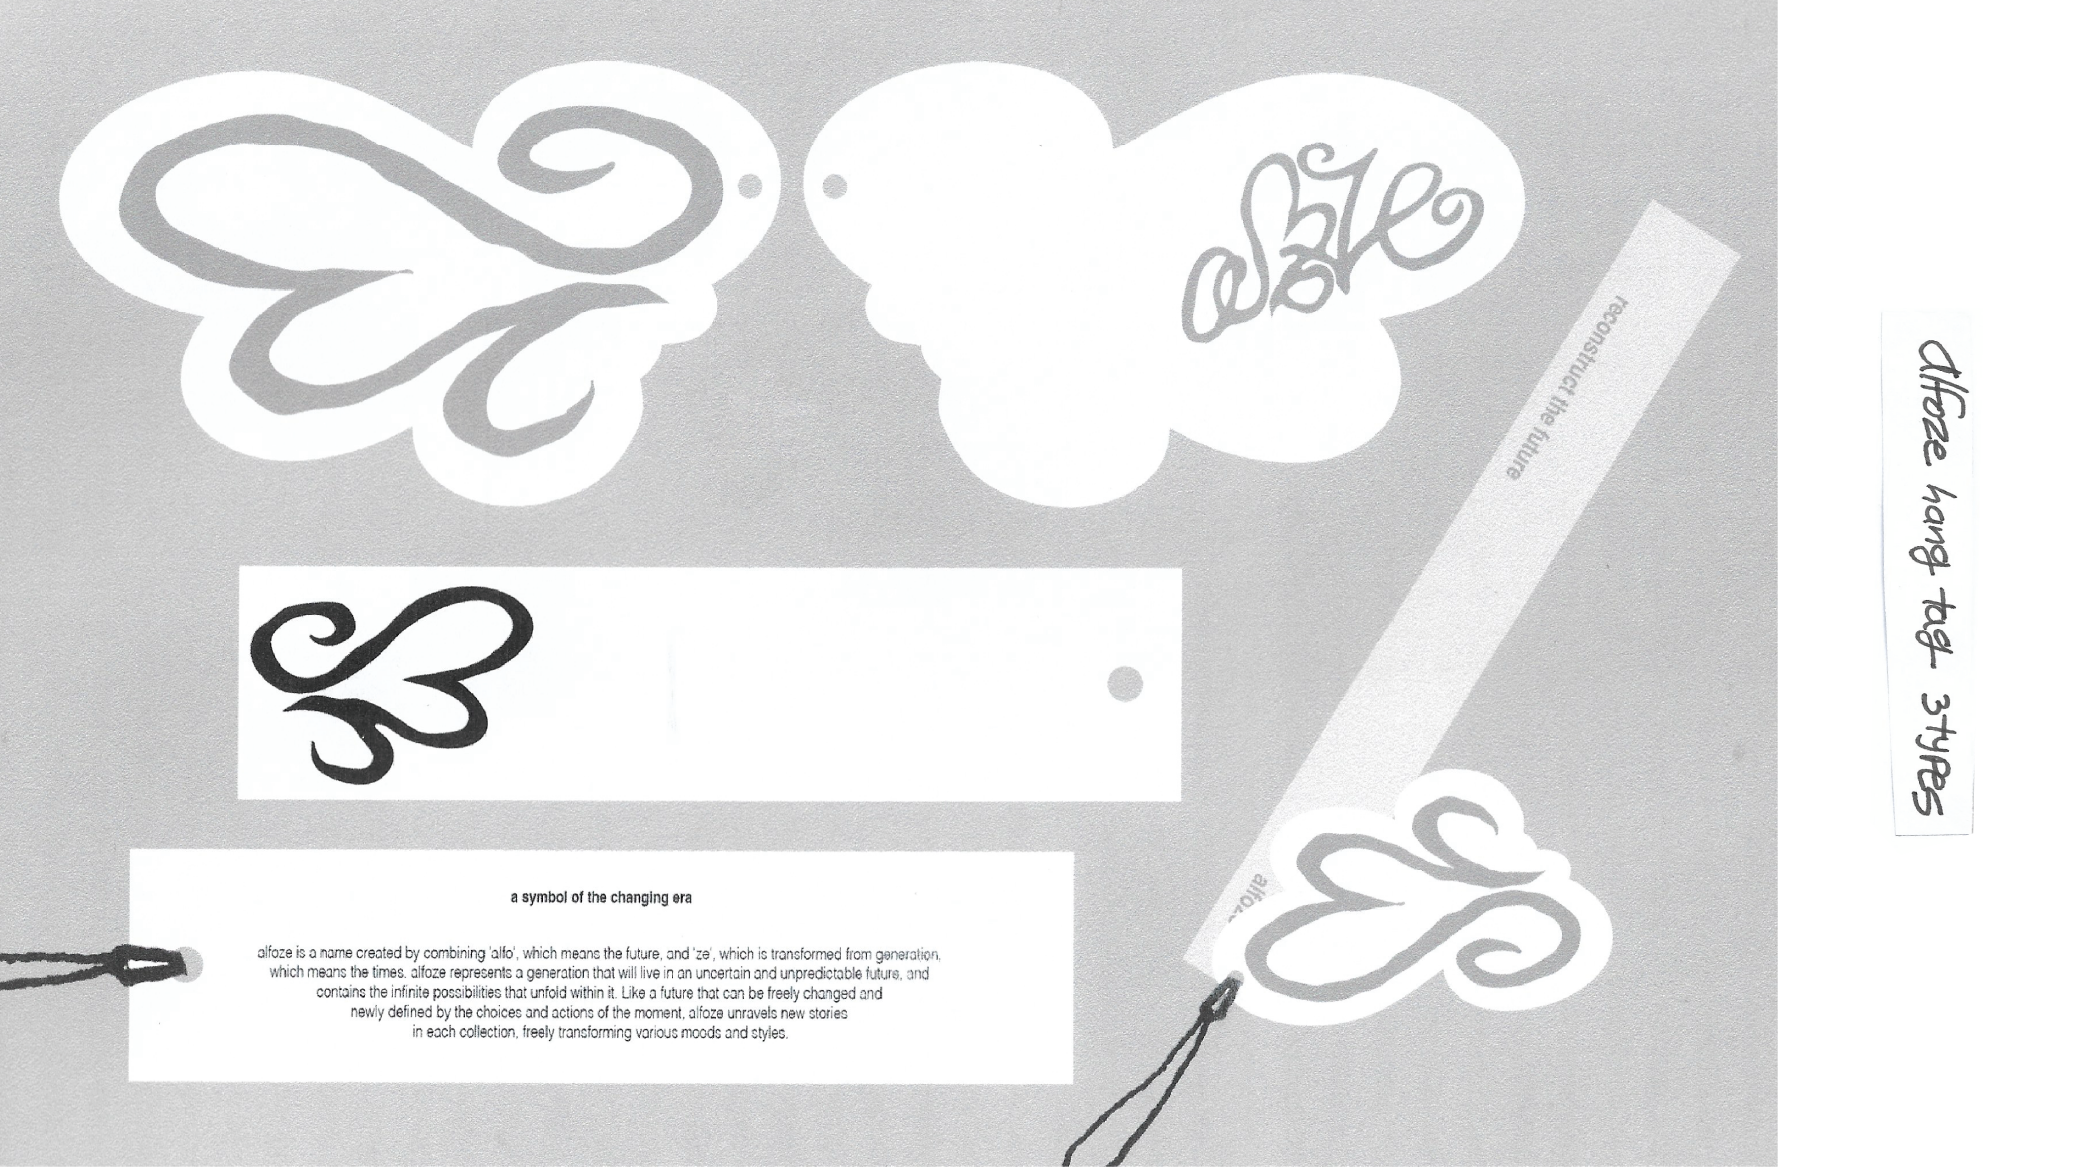 alfoze
reconstruct the future
alfoze
a symbol of the changing era
alfoze is a name created by combining 'alfo', which means the future, and 'ze', which is transformed from generation,
which means the times. alfoze represents a generation that will live in an uncertain and unpredictable future, and
contains the infinite possibilities that unfold within it. Like a future that can be freely changed and
newly defined by the choices and actions of the moment, alfoze unravels new stories
in each collection, freely transforming various moods and styles.
alfoze hang tag 3types